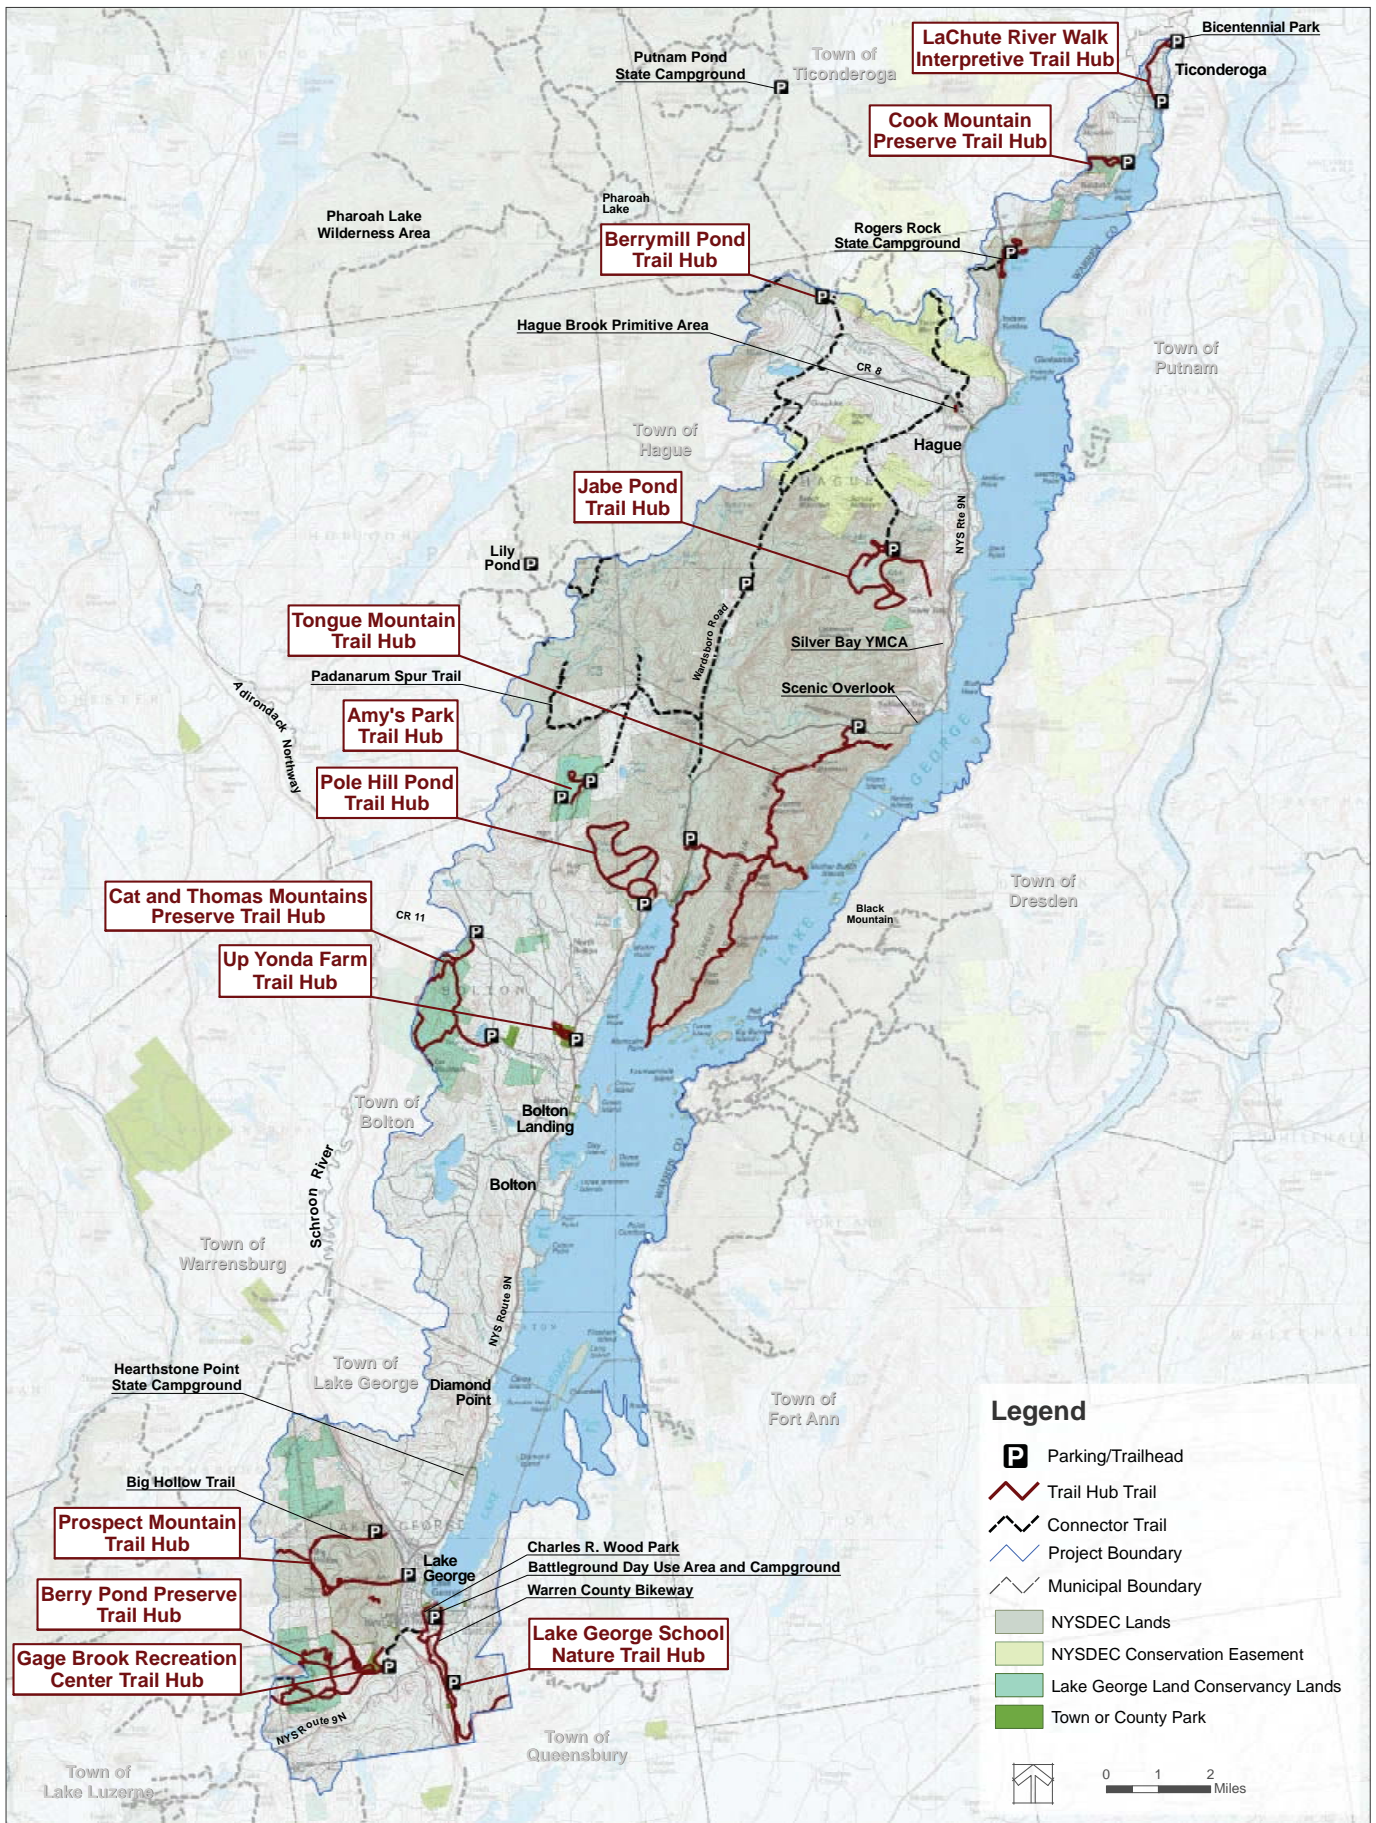 LaChute River Walk
Interpretive Trail Hub
Bicentennial Park
Ticonderoga
Town of
Ticonderoga
Putnam Pond
State Campground
Cook Mountain
Preserve Trail Hub
Pharoah
Lake
Pharoah Lake
Wilderness Area
Berrymill Pond
Trail Hub
Rogers Rock
State Campground
WARREN CO
Hague Brook Primitive Area
CR 8
Town of
Putnam
Town of
Hague
Hague
HAGUE
Jabe Pond
Trail Hub
NYS Rte 9N
Lily
Pond
Wardsboro Road
Tongue Mountain
Trail Hub
Silver Bay YMCA
Padanarum Spur Trail
Scenic Overlook
Adirondack Northway
Amy's Park
Trail Hub
LAKE GEORGE
Pole Hill Pond
Trail Hub
Cat and Thomas Mountains
Preserve Trail Hub
CR 11
Black
Mountain
Town of
Dresden
Up Yonda Farm
Trail Hub
BOLTON
Town of
Bolton
Bolton
Landing
Schroon River
Bolton
WARREN CO
Town of
Warrensburg
NYS Route 9N
Town of
Lake George
Hearthstone Point
State Campground
Diamond
Point
Town of
Fort Ann
Big Hollow Trail
Prospect Mountain
Trail Hub
LAKE GEORGE
Lake
George
Charles R. Wood Park
Battleground Day Use Area and Campground
Warren County Bikeway
Berry Pond Preserve
Trail Hub
Lake George School
Nature Trail Hub
Gage Brook Recreation
Center Trail Hub
NYS Route 9N
Town of
Queensbury
Town of
Lake Luzerne
Legend
P Parking/Trailhead
Trail Hub Trail
Connector Trail
Project Boundary
Municipal Boundary
NYSDEC Lands
NYSDEC Conservation Easement
Lake George Land Conservancy Lands
Town or County Park
0 1 2
Miles